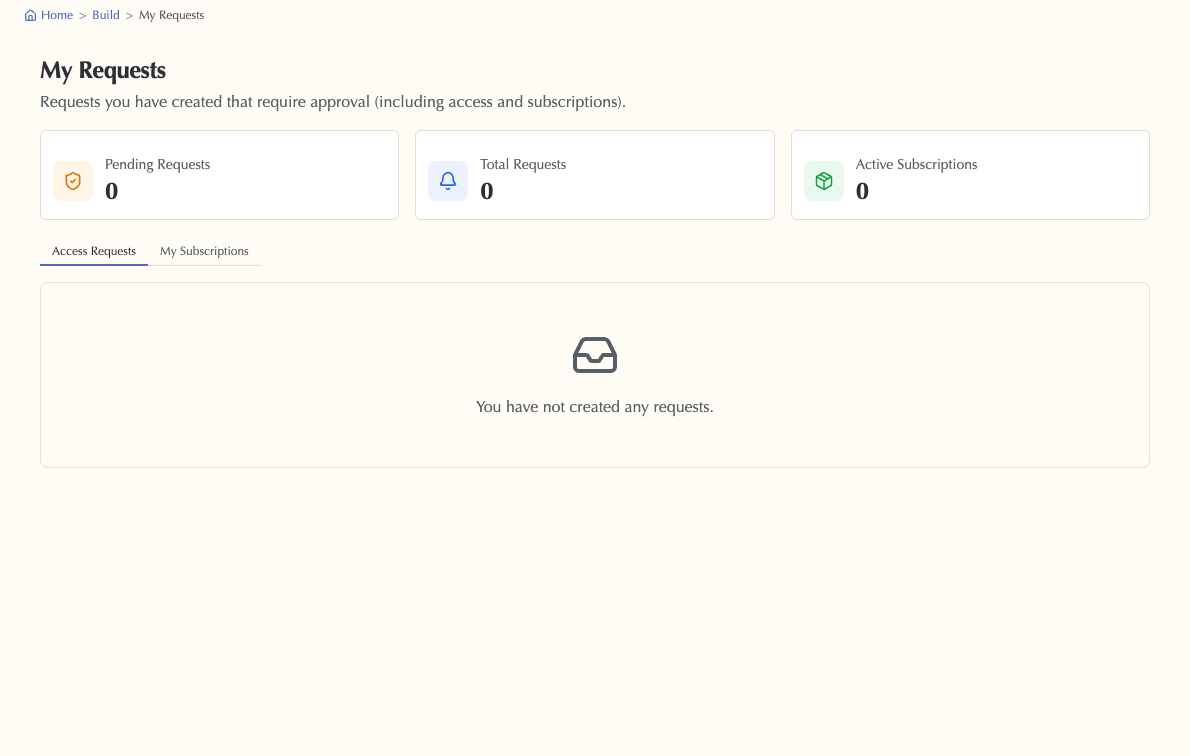 Home > Build > My Requests
My Requests
Requests you have created that require approval (including access and subscriptions).
Pending Requests
0
Total Requests
0
Active Subscriptions
0
Access Requests My Subscriptions
You have not created any requests.